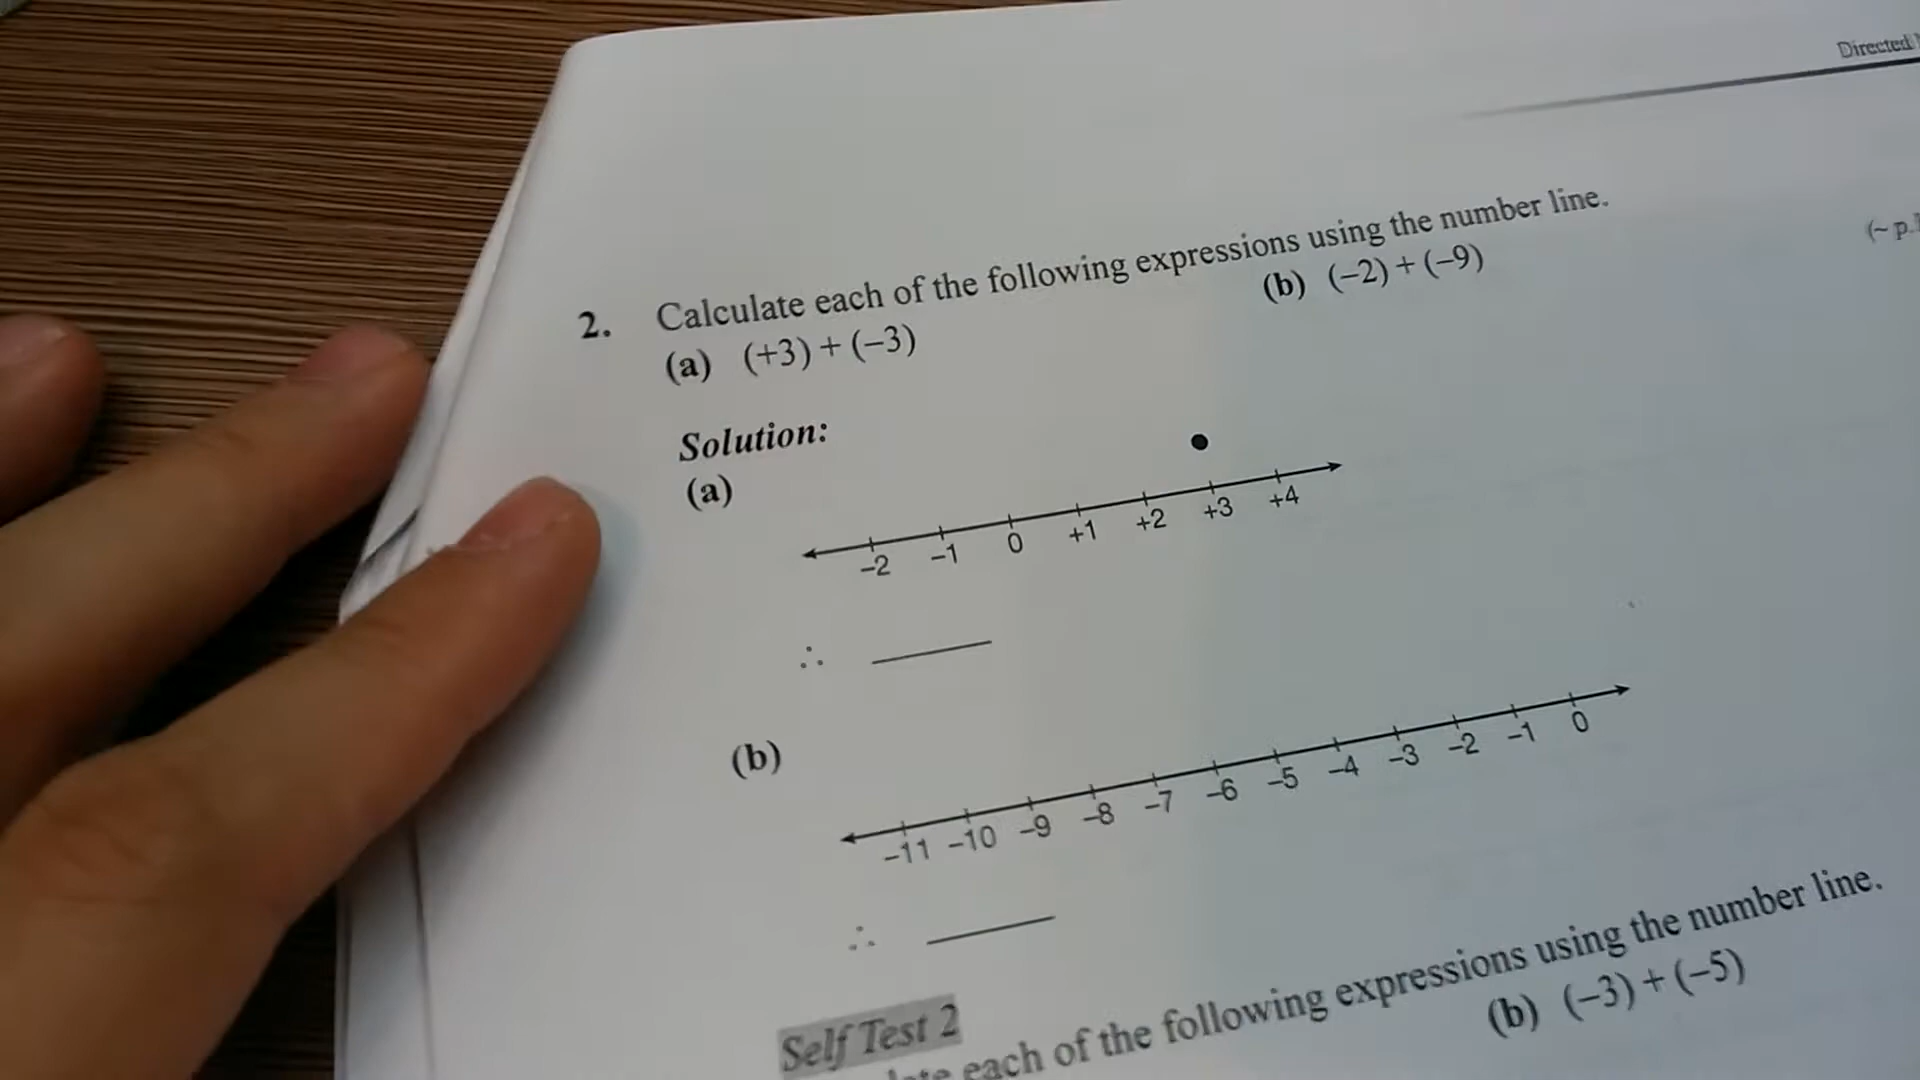 Directed
2. Calculate each of the following expressions using the number line.
(~ p.
(a) (+3) + (−3)
(b) (−2) + (−9)
Solution:
(a)
−2 −1 0 +1 +2 +3 +4
∴ ______
(b)
−11 −10 −9 −8 −7 −6 −5 −4 −3 −2 −1 0
∴ ______
Self Test 2
each of the following expressions using the number line.
(b) (−3) + (−5)